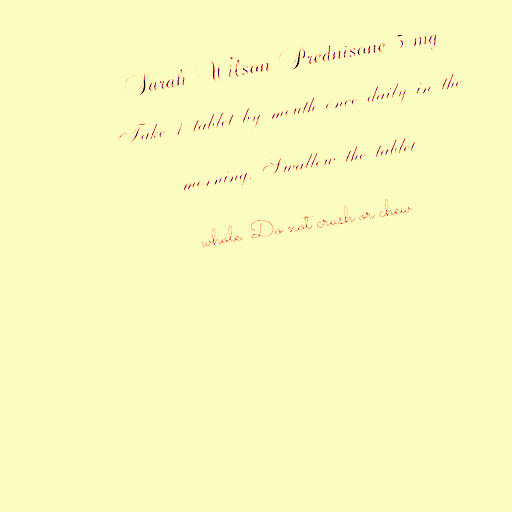 Sarah Wilson Prednisone 5 mg
Take 1 tablet by mouth once daily in the
morning. Swallow the tablet
whole. Do not crush or chew.